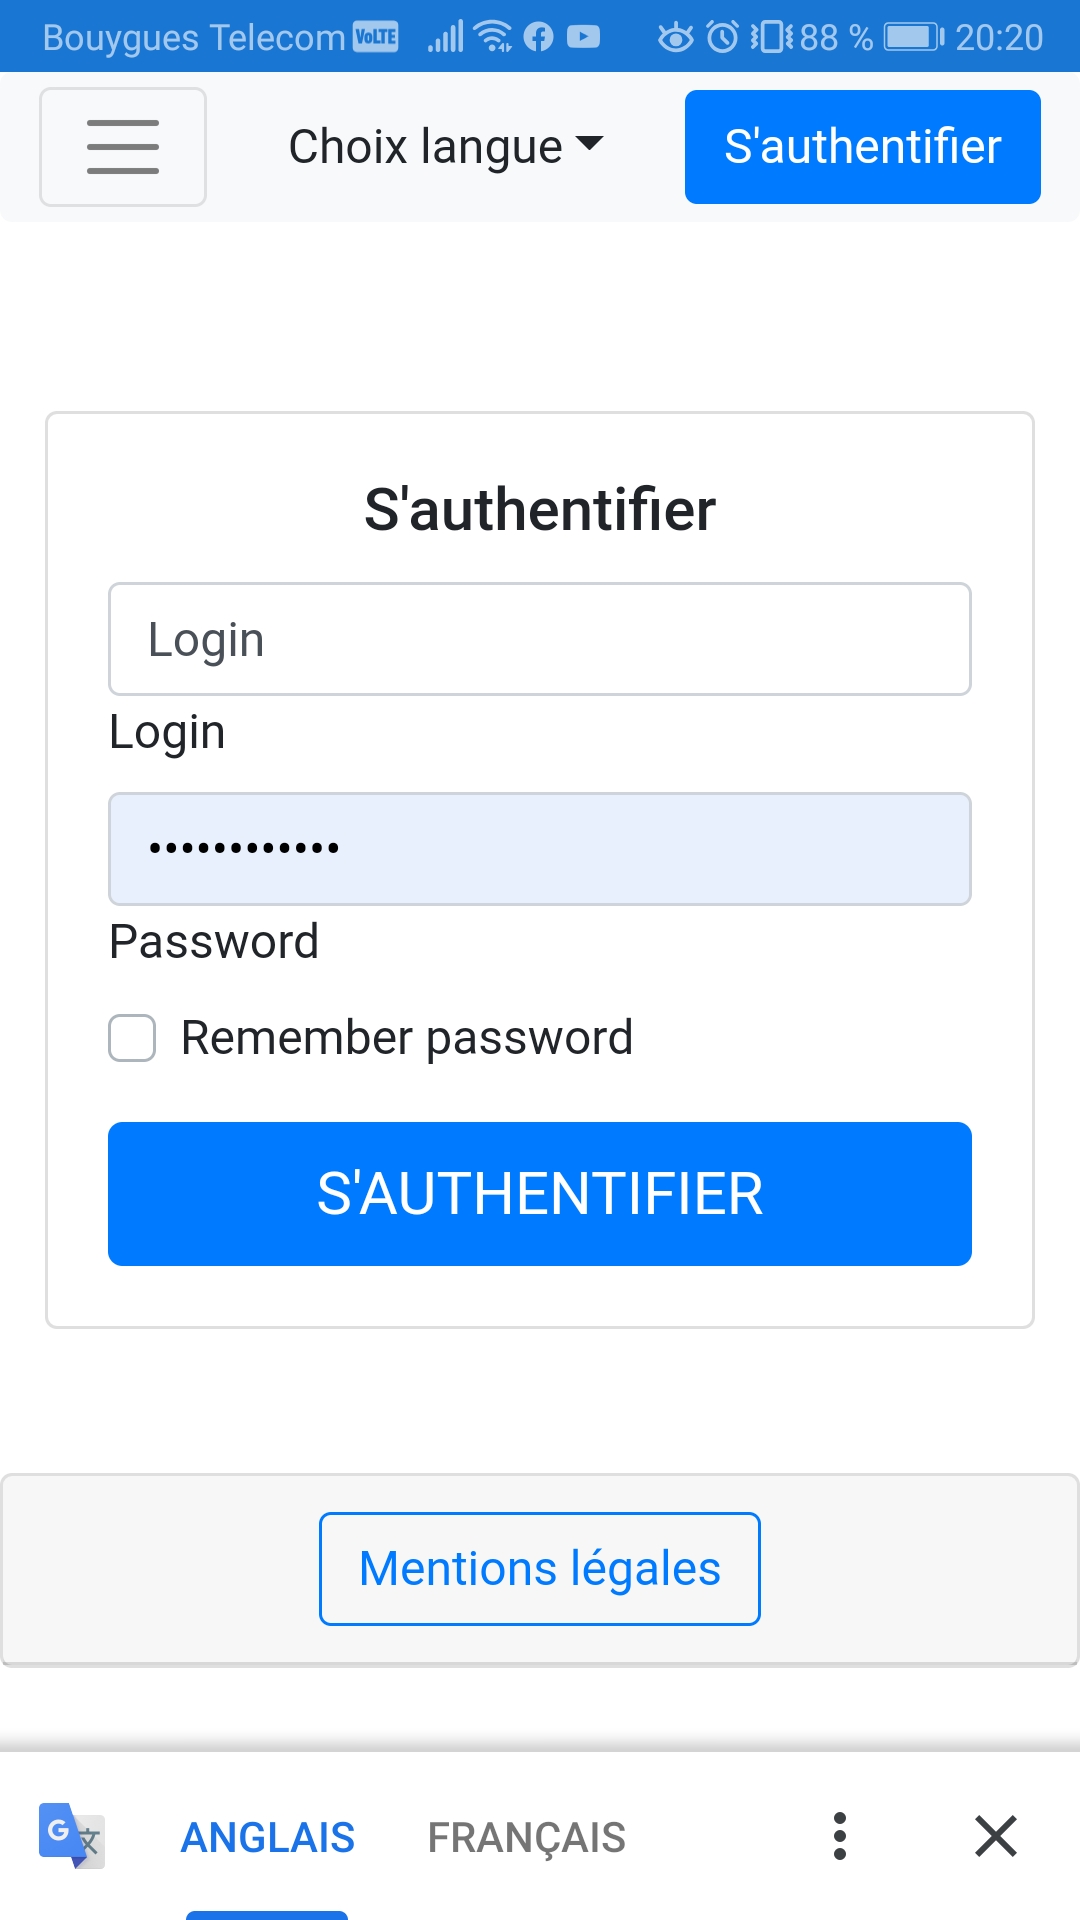 Bouygues Telecom VoLTE 88 % 20:20
Choix langue S'authentifier
S'authentifier
Login
Login
••••••••••••
Password
Remember password
S'AUTHENTIFIER
Mentions légales
G 文 ANGLAIS FRANÇAIS